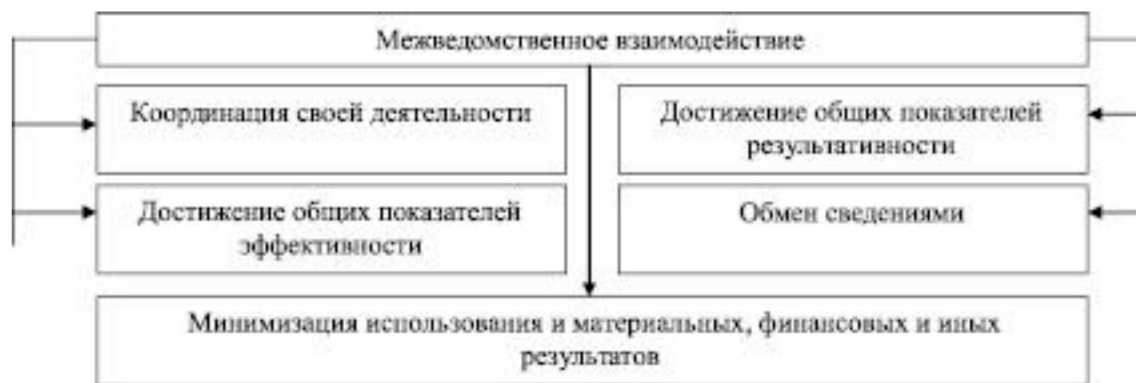 Межведомственное взаимодействие
Координация своей деятельности
Достижение общих показателей
результативности
Достижение общих показателей
эффективности
Обмен сведениями
Минимизация использования и материальных, финансовых и иных
результатов